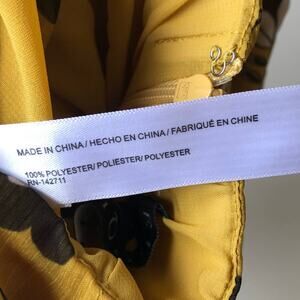 MADE IN CHINA/ HECHO EN CHINA/ FABRIQUÉ EN CHINE
100% POLYESTER/ POLIESTER/ POLYESTER
RN-142711